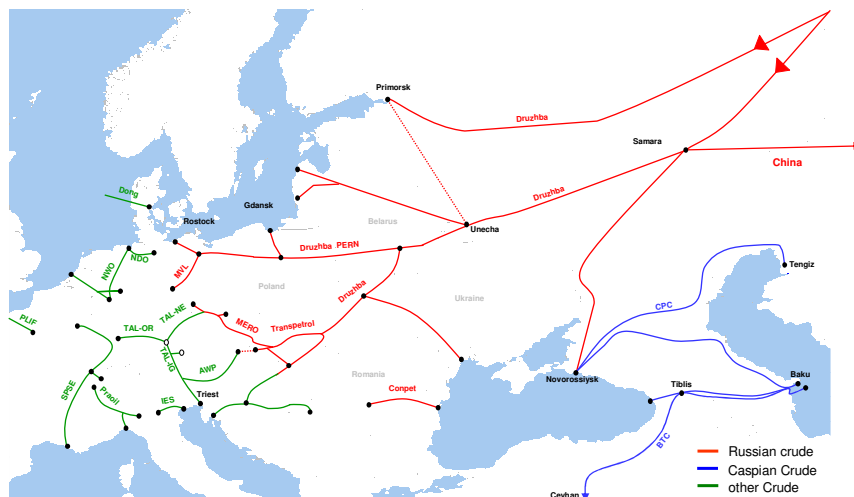 Primorsk
Druzhba
Samara
China
Dong
Gdansk
Rostock
Druzhba
Belarus
Unecha
Druzhba PERN
NDO
NWO
MVL
Tengiz
Poland
Druzhba
Ukraine
CPC
PLIF
TAL-OR
TAL-NE
MERO
Transpetrol
TAL-IG
AWP
Romania
Novorossiysk
Tiblis
Baku
SPSE
Praoil
IES
Triest
Conpet
BTC
Ceyhan
Russian crude
Caspian Crude
other Crude